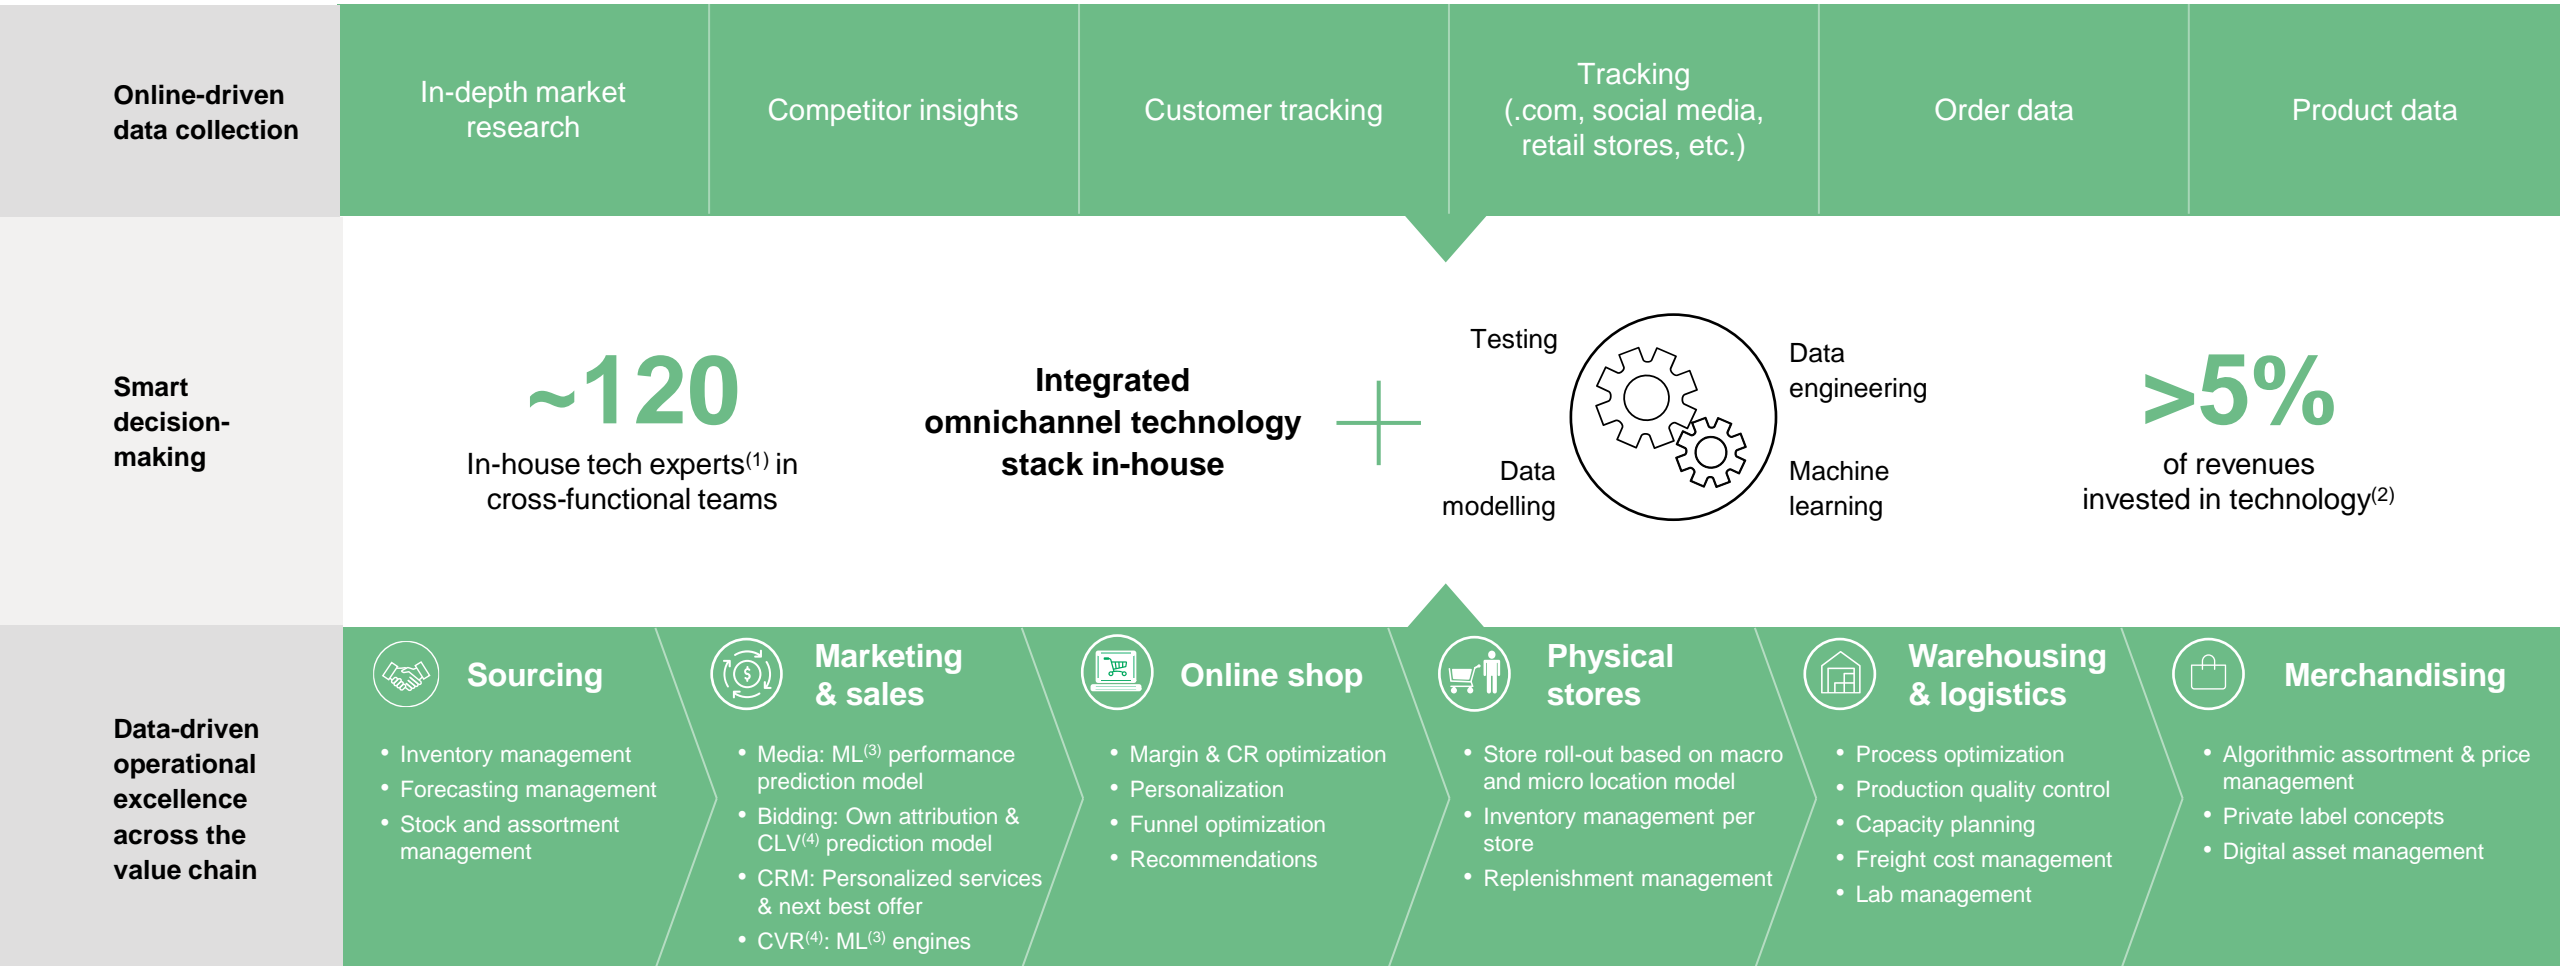 Online-driven
data collection
In-depth market
research
Competitor insights
Customer tracking
Tracking
(.com, social media,
retail stores, etc.)
Order data
Product data
Smart
decision-
making
~120
In-house tech experts(1) in
cross-functional teams
Integrated
omnichannel technology
stack in-house
Testing
Data
modelling
Data
engineering
Machine
learning
>5%
of revenues
invested in technology(2)
Data-driven
operational
excellence
across the
value chain
Sourcing
• Inventory management
• Forecasting management
• Stock and assortment
management
Marketing
& sales
• Media: ML(3) performance
prediction model
• Bidding: Own attribution &
CLV(4) prediction model
• CRM: Personalized services
& next best offer
• CVR(4): ML(3) engines
Online shop
• Margin & CR optimization
• Personalization
• Funnel optimization
• Recommendations
Physical
stores
• Store roll-out based on macro
and micro location model
• Inventory management per
store
• Replenishment management
Warehousing
& logistics
• Process optimization
• Production quality control
• Capacity planning
• Freight cost management
• Lab management
Merchandising
• Algorithmic assortment & price
management
• Private label concepts
• Digital asset management